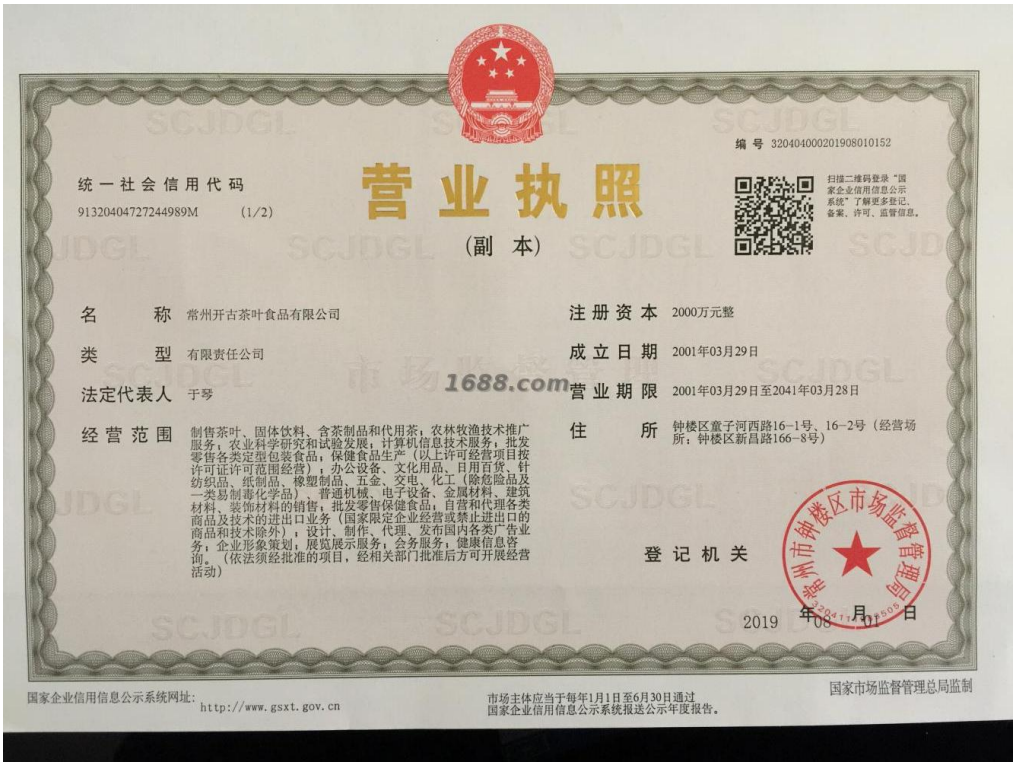 编 号 320404000201908010152
统一社会信用代码
91320404727244989M (1/2)
营业执照
(副 本)
扫描二维码登录“国
家企业信用信息公示
系统”了解更多登记、
备案、许可、监管信息。
名 称 常州开古茶叶食品有限公司
类 型 有限责任公司
法定代表人 于琴
经营范围 制售茶叶、固体饮料、含茶制品和代用茶；农林牧渔技术推广
服务；农业科学研究和试验发展；计算机信息技术服务；批发
零售各类定型包装食品；保健食品生产（以上许可经营项目按
许可证许可范围经营）；办公设备、文化用品、日用百货、针
纺织品、纸制品、橡塑制品、五金、交电、化工（除危险品及
一类易制毒化学品）、普通机械、电子设备、金属材料、建筑
材料、装饰材料的销售；批发零售保健食品；自营和代理各类
商品及技术的进出口业务（国家限定企业经营或禁止进出口的
商品和技术除外）；设计、制作、代理、发布国内各类广告业
务；企业形象策划；展览展示服务；会务服务；健康信息咨
询。（依法须经批准的项目，经相关部门批准后方可开展经营
活动）
注册资本 2000万元整
成立日期 2001年03月29日
营业期限 2001年03月29日至2041年03月28日
住 所 钟楼区童子河西路16-1号、16-2号（经营场
所：钟楼区新昌路166-8号）
1688.com
登记机关
常州市钟楼区市场监督管理局
2019 年 08 月 01 日
国家企业信用信息公示系统网址：
http://www.gsxt.gov.cn
市场主体应当于每年1月1日至6月30日通过
国家企业信用信息公示系统报送公示年度报告。
国家市场监督管理总局监制
SCJDGL
SCJDGL
SCJDGL
SCJDGL
SCJDGL
SCJDGL
SCJDGL